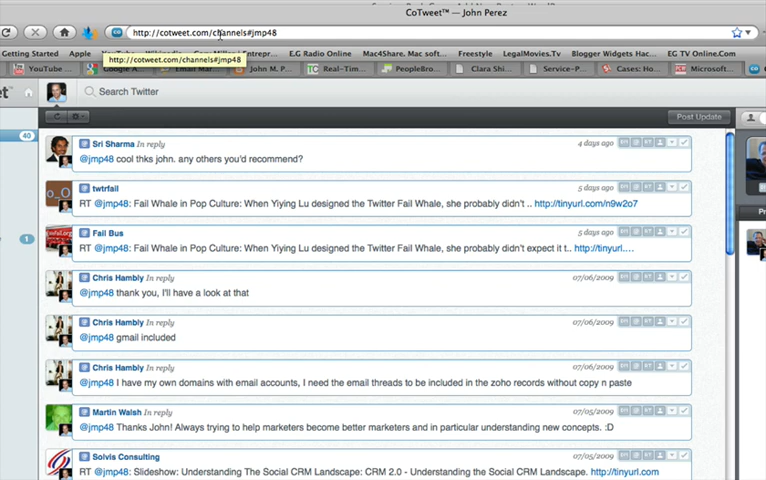 CoTweet™ — John Perez
http://cotweet.com/channels#jmp48
Getting Started Apple YouTube Wikipedia E.G Radio Online Mac4Share. Mac soft... Freestyle LegalMovies.Tv Blogger Widgets Hac... EG TV Online.Com
http://cotweet.com/channels#jmp48
YouTube ... John M. P... Real-Tim... PeopleBro... Clara Shi... Service-P... Cases: Ho... Microsoft...
et™ Search Twitter
Post Update
40
Sri Sharma In reply 4 days ago
@jmp48 cool thks john. any others you'd recommend?
twtrfail 5 days ago
RT @jmp48: Fail Whale in Pop Culture: When Yiying Lu designed the Twitter Fail Whale, she probably didn't .. http://tinyurl.com/n9w2o7
Fail Bus 5 days ago
RT @jmp48: Fail Whale in Pop Culture: When Yiying Lu designed the Twitter Fail Whale, she probably didn't expect it t.. http://tinyurl....
1
Chris Hambly In reply 07/06/2009
@jmp48 thank you, I'll have a look at that
Chris Hambly In reply 07/06/2009
@jmp48 gmail included
Chris Hambly In reply 07/06/2009
@jmp48 I have my own domains with email accounts, I need the email threads to be included in the zoho records without copy n paste
Martin Walsh In reply 07/05/2009
@jmp48 Thanks John! Always trying to help marketers become better marketers and in particular understanding new concepts. :D
Solvis Consulting 07/05/2009
RT @jmp48: Slideshow: Understanding The Social CRM Landscape: CRM 2.0 - Understanding the Social CRM Landscape. http://tinyurl.com